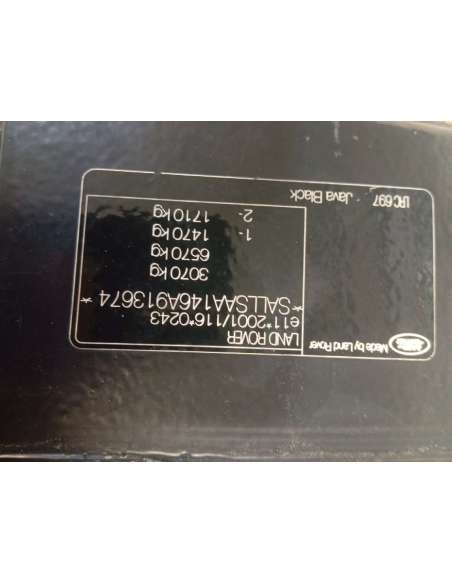 LAND ROVER
e11*2001/116*0243
*SALLSAA146A913674*
3070 kg
6570 kg
1- 1470 kg
2- 1710 kg
Made by Land Rover
LRC 697 Java Black